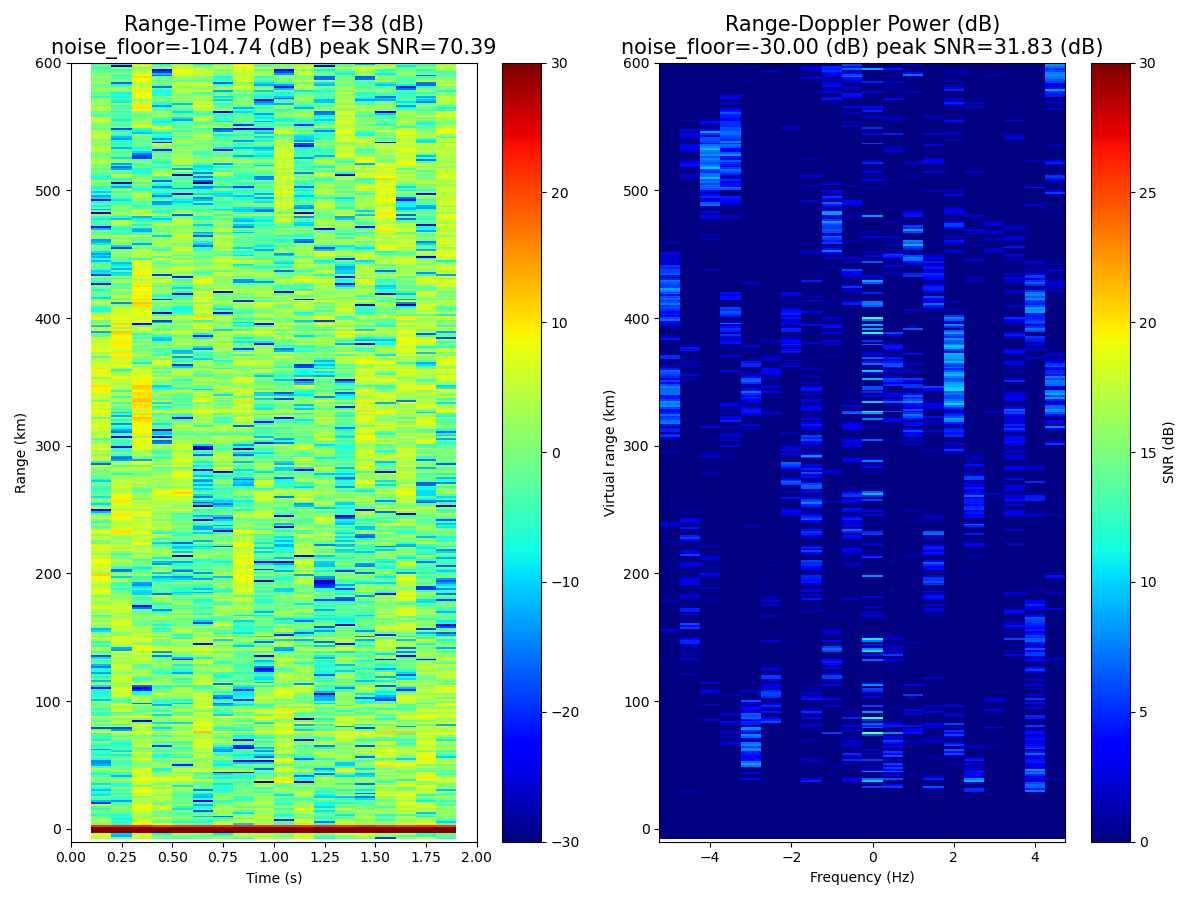 Range-Time Power f=38 (dB)
noise_floor=-104.74 (dB) peak SNR=70.39
Range-Doppler Power (dB)
noise_floor=-30.00 (dB) peak SNR=31.83 (dB)
600
500
400
300
200
100
0
Range (km)
0.00 0.25 0.50 0.75 1.00 1.25 1.50 1.75 2.00
Time (s)
30
20
10
0
−10
−20
−30
600
500
400
300
200
100
0
Virtual range (km)
−4 −2 0 2 4
Frequency (Hz)
30
25
20
15
10
5
0
SNR (dB)